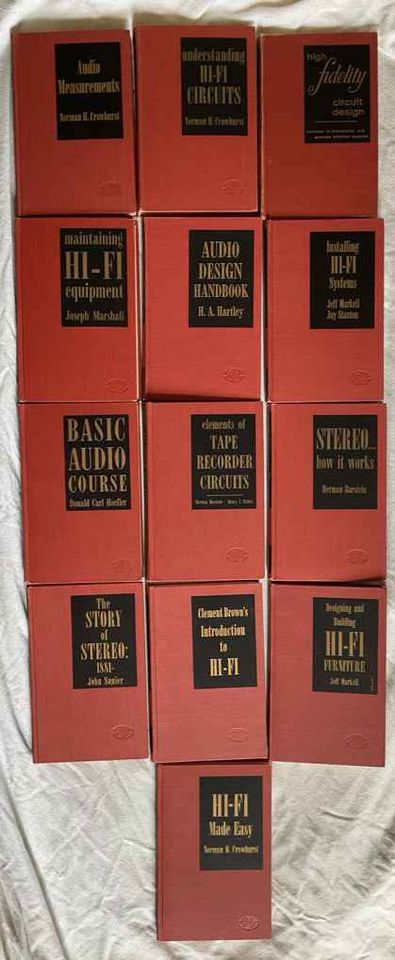 Audio
Measurements
Norman H. Crowhurst
understanding
HI-FI
CIRCUITS
Norman H. Crowhurst
high
fidelity
circuit
design
maintaining
HI-FI
equipment
Joseph Marshall
AUDIO
DESIGN
HANDBOOK
H. A. Hartley
Installing
HI-FI
Systems
Jeff Markell
Jay Stanton
BASIC
AUDIO
COURSE
Donald Carl Hoefler
elements of
TAPE
RECORDER
CIRCUITS
STEREO...
how it works
Herman Burstein
The
STORY
of
STEREO:
1881-
John Sunier
Clement Brown's
Introduction
to
HI-FI
Designing and
Building
HI-FI
FURNITURE
Jeff Markell
HI-FI
Made Easy
Norman H. Crowhurst